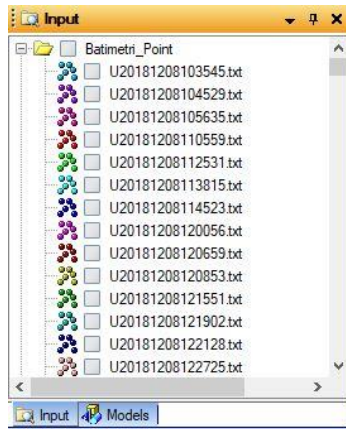 Input
Batimetri_Point
U20181208103545.txt
U20181208104529.txt
U20181208105635.txt
U20181208110559.txt
U20181208112531.txt
U20181208113815.txt
U20181208114523.txt
U20181208120056.txt
U20181208120659.txt
U20181208120853.txt
U20181208121551.txt
U20181208121902.txt
U20181208122128.txt
U20181208122725.txt
Input Models